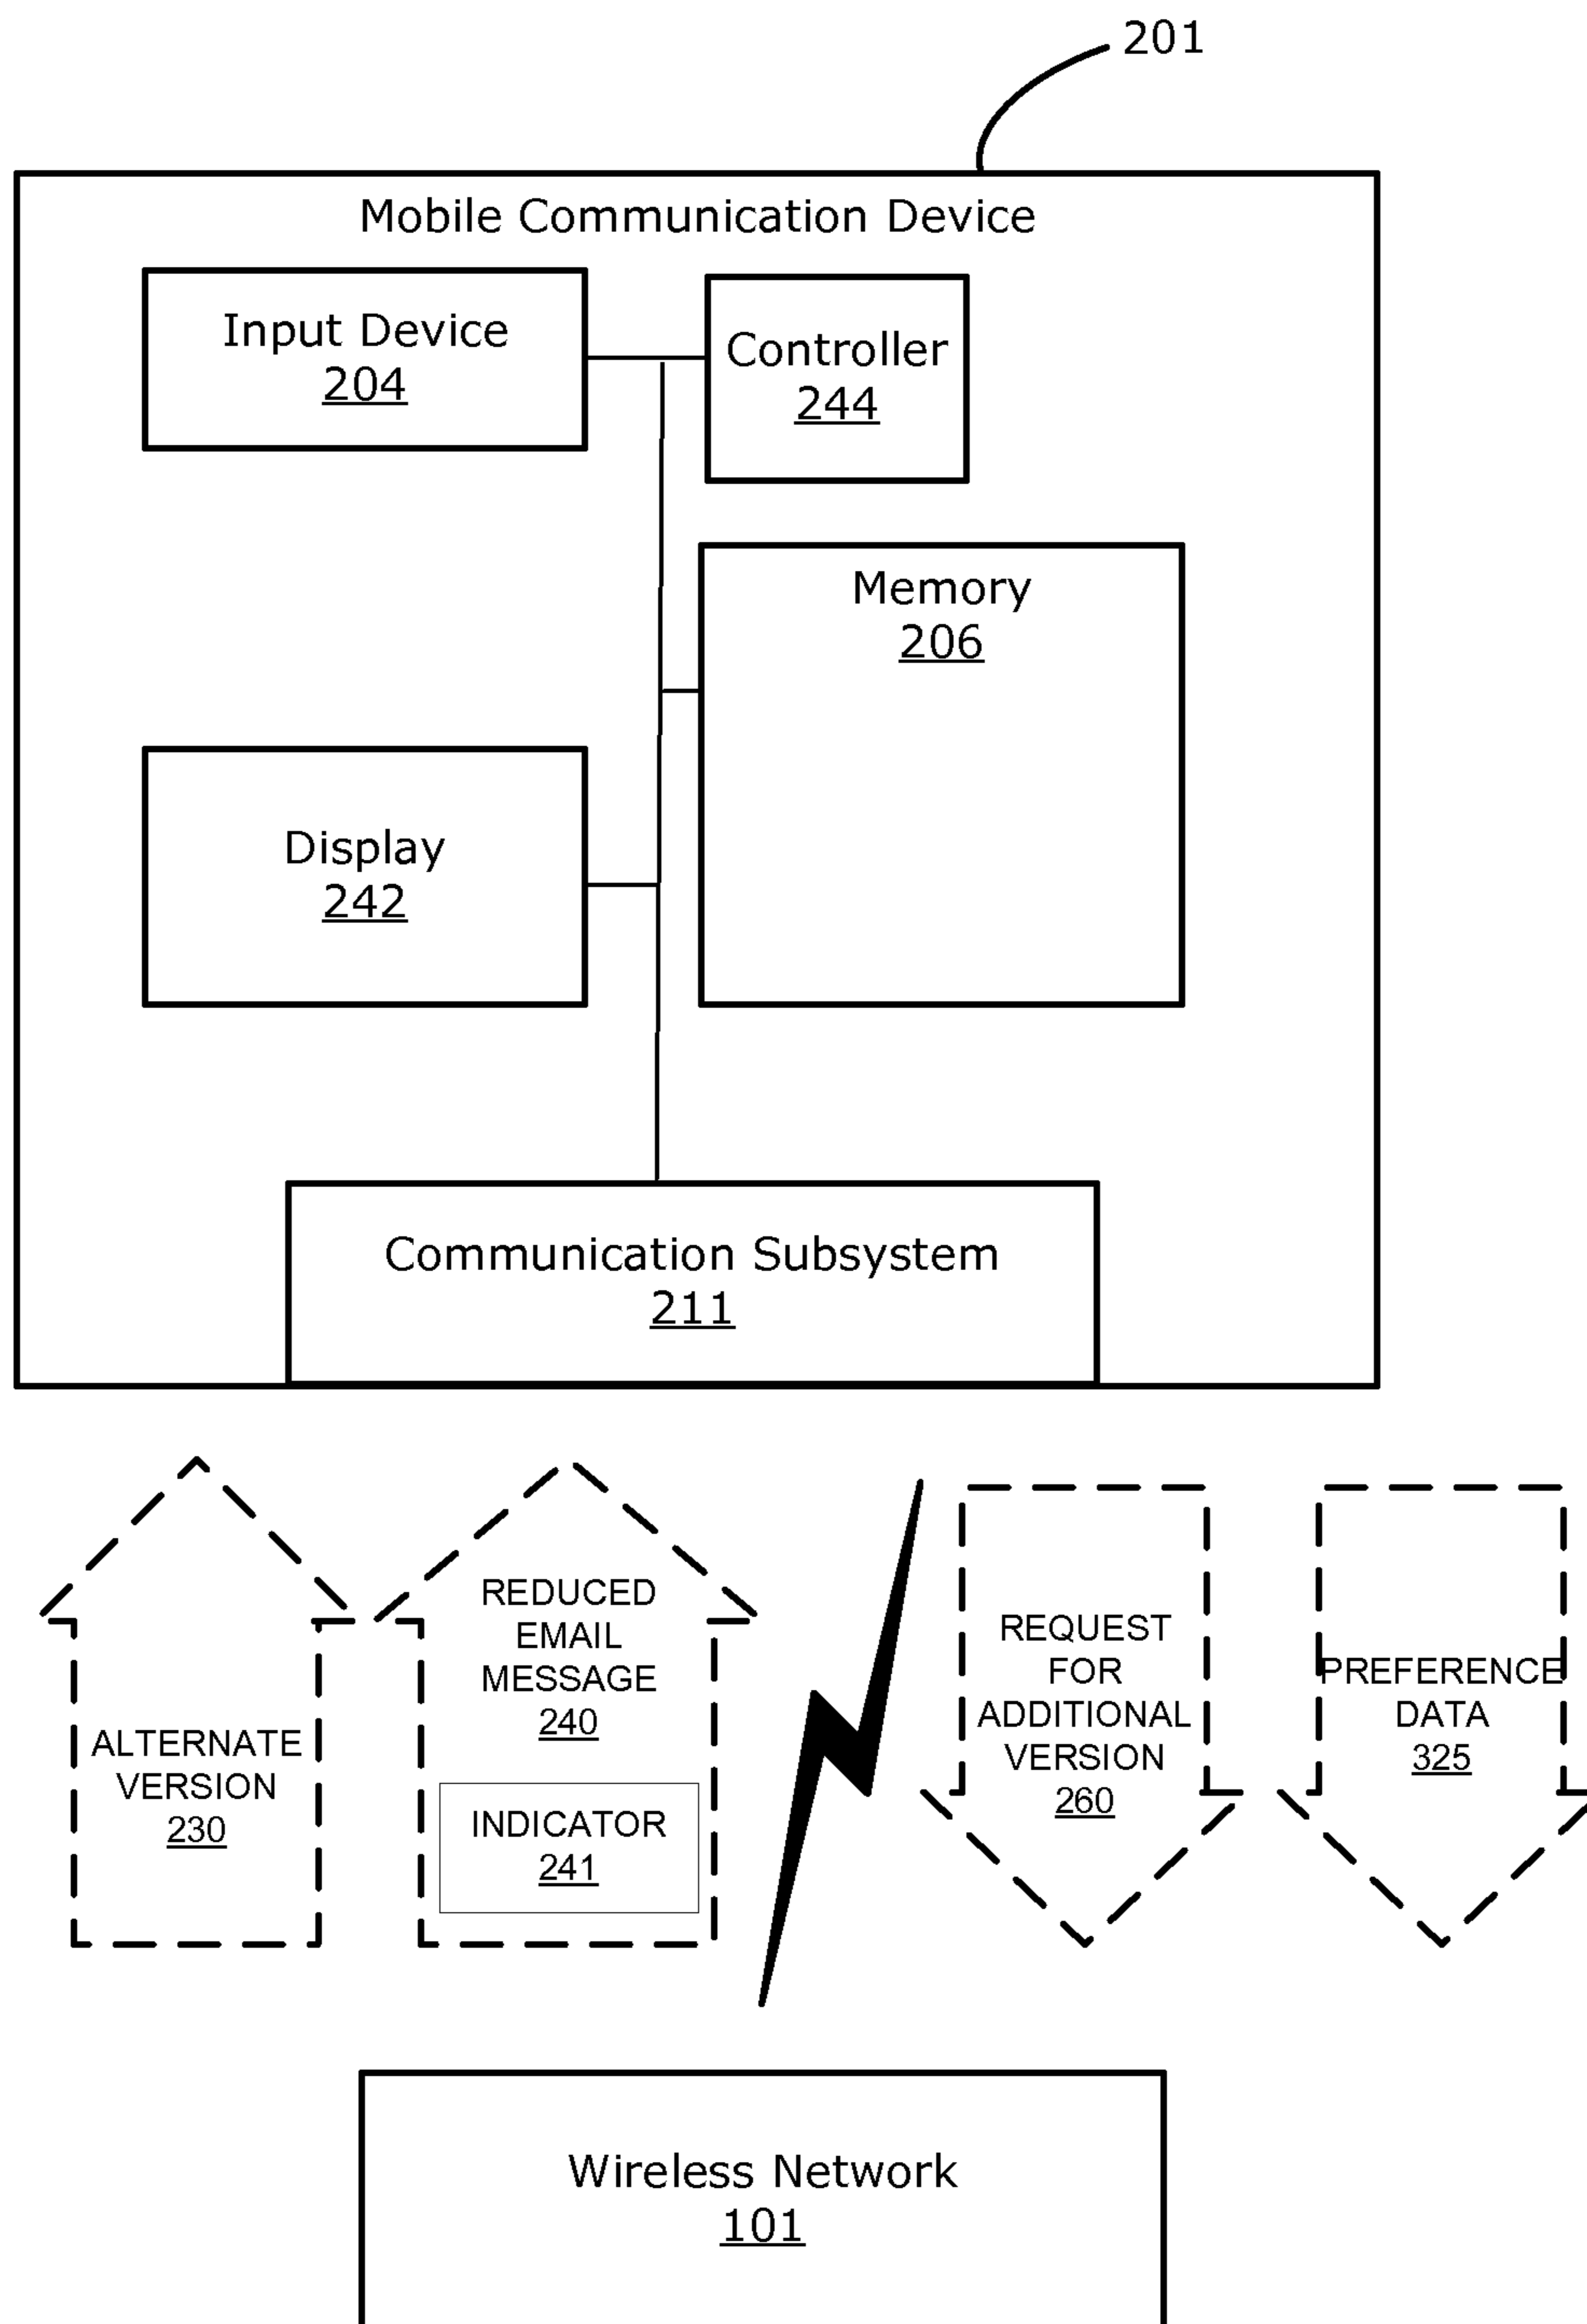 201
Mobile Communication Device
Input Device
204
Controller
244
Memory
206
Display
242
Communication Subsystem
211
ALTERNATE
VERSION
230
REDUCED
EMAIL
MESSAGE
240
INDICATOR
241
REQUEST
FOR
ADDITIONAL
VERSION
260
PREFERENCE
DATA
325
Wireless Network
101